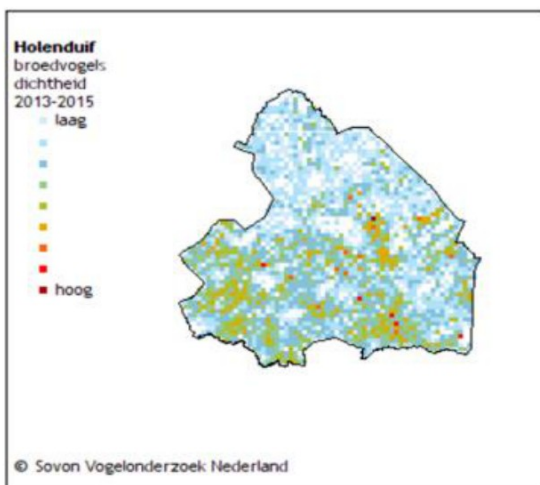 Holenduif
broedvogels
dichtheid
2013-2015
laag
hoog
© Sovon Vogelonderzoek Nederland